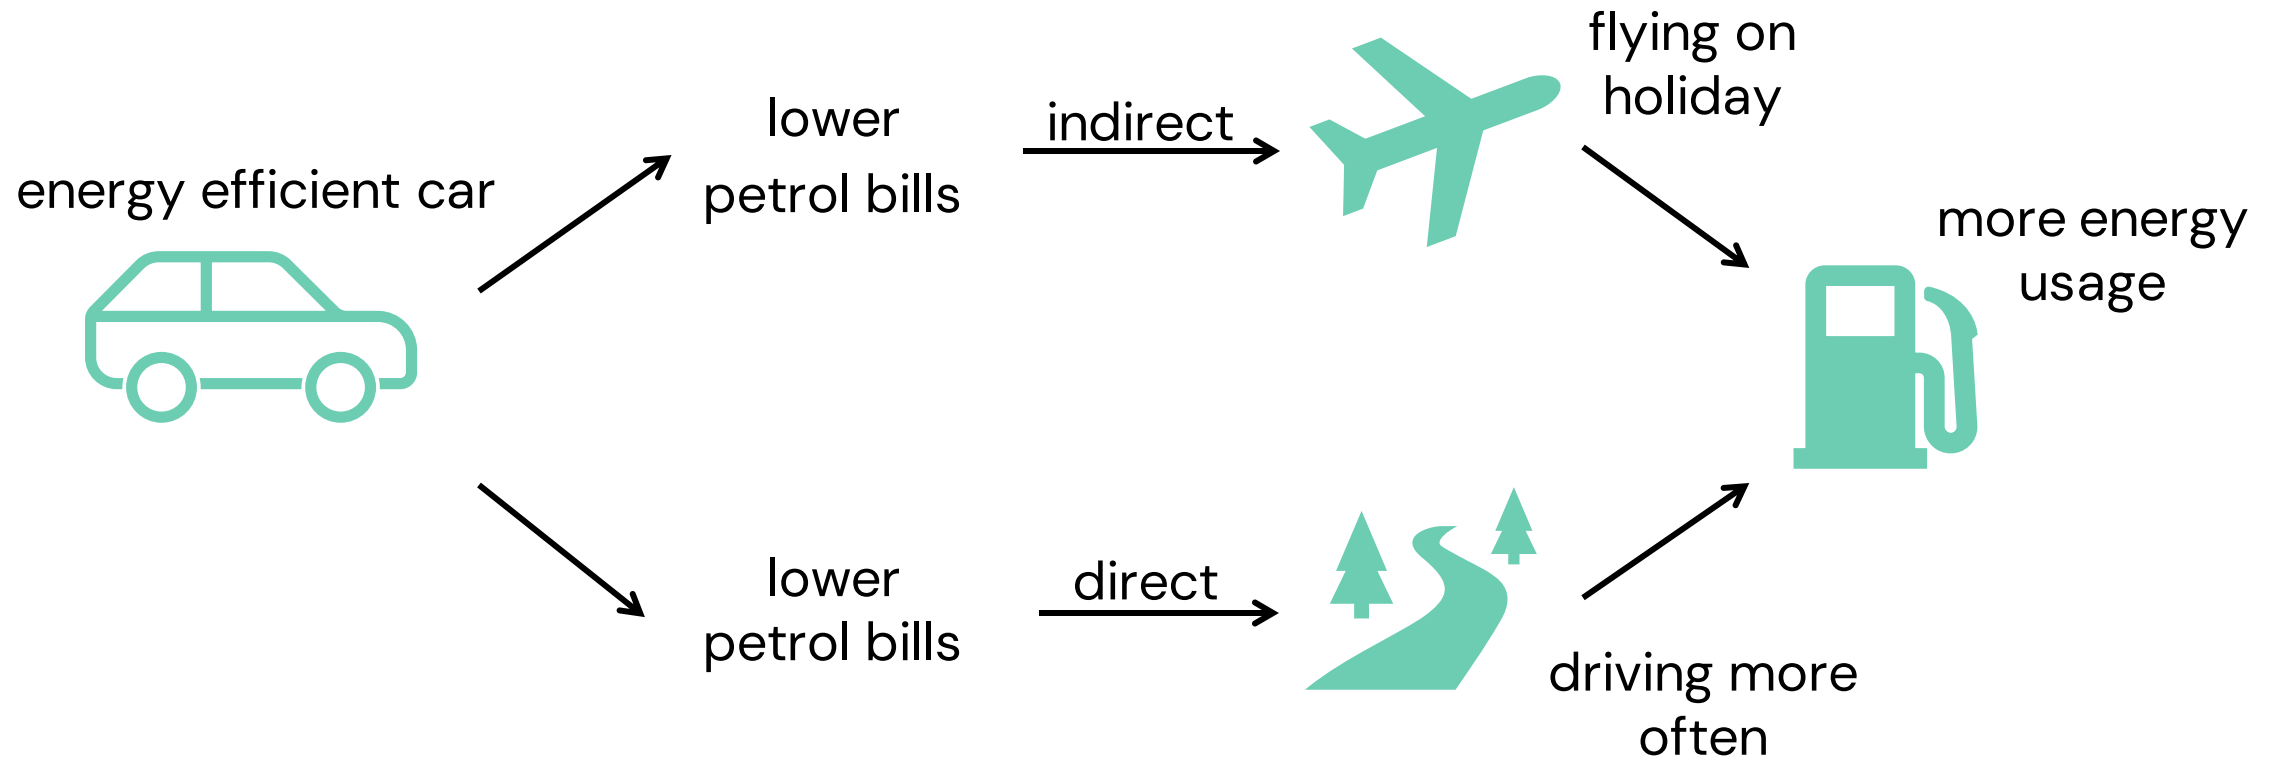 energy efficient car
lower
petrol bills
indirect
flying on
holiday
more energy
usage
lower
petrol bills
direct
driving more
often